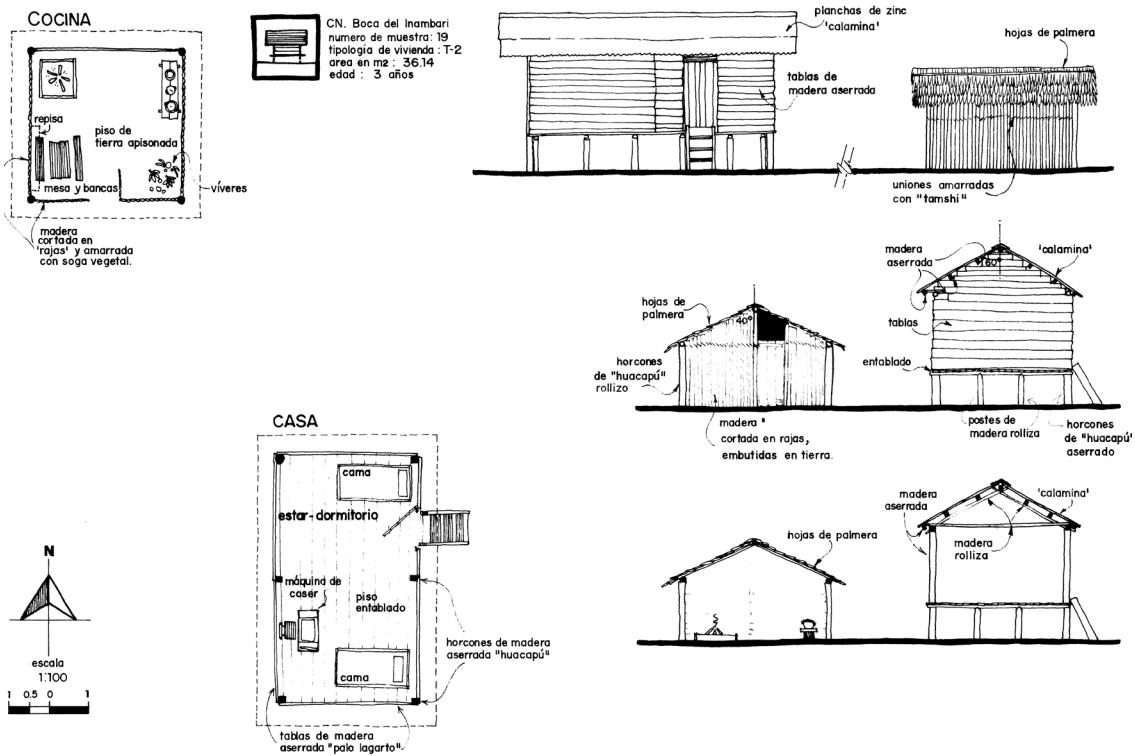 COCINA
repisa
piso de
tierra apisonada
mesa y bancas
víveres
madera
cortada en
'rajas' y amarrada
con soga vegetal.
CN. Boca del Inambari
numero de muestra: 19
tipología de vivienda : T-2
area en m2 : 36.14
edad : 3 años
planchas de zinc
'calamina'
tablas de
madera aserrada
hojas de palmera
uniones amarradas
con "tamshi"
hojas de
palmera
40°
horcones
de "huacapú"
rollizo
madera
cortada en rajas,
embutidas en tierra.
madera
aserrada
60°
'calamina'
tablas
entablado
postes de
madera rolliza
horcones
de "huacapú"
aserrado
CASA
cama
estar-dormitorio
máquina de
coser
piso
entablado
cama
horcones de madera
aserrada "huacapú"
tablas de madera
aserrada "palo lagarto".
hojas de palmera
madera
aserrada
'calamina'
madera
rolliza
N
escala
1:100
1 0.5 0 1